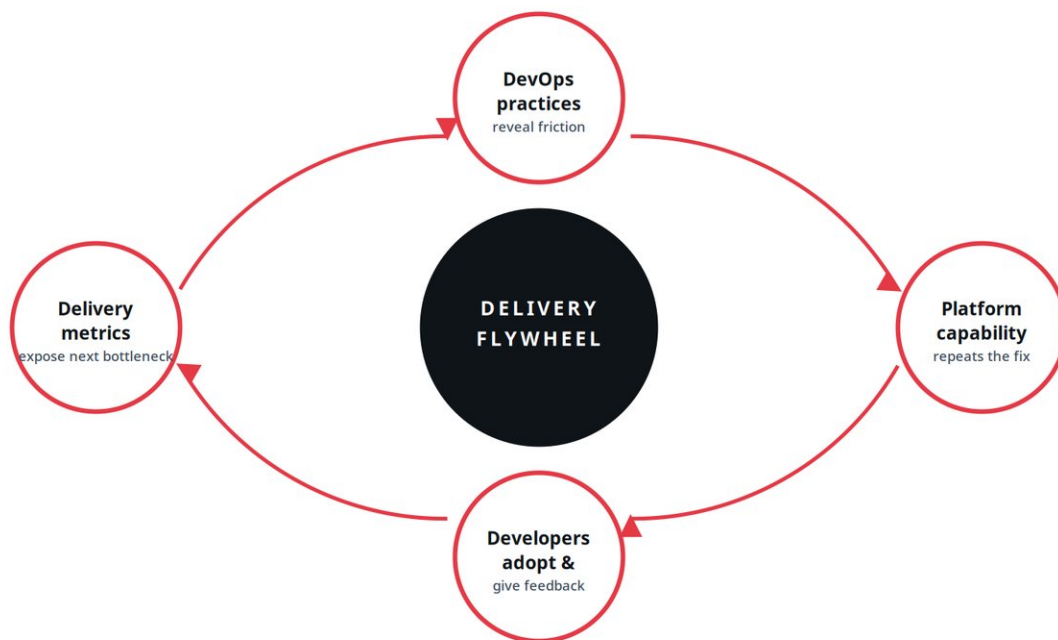 DevOps
practices
reveal friction
Delivery
metrics
expose next bottleneck
DELIVERY
FLYWHEEL
Platform
capability
repeats the fix
Developers
adopt &
give feedback